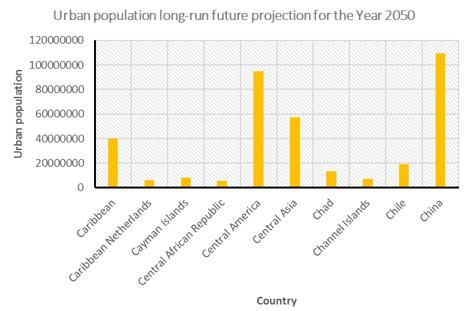 Urban population long-run future projection for the Year 2050
120000000
100000000
80000000
60000000
40000000
20000000
0
Urban population
Caribbean
Caribbean Netherlands
Cayman Islands
Central African Republic
Central America
Central Asia
Chad
Channel Islands
Chile
China
Country